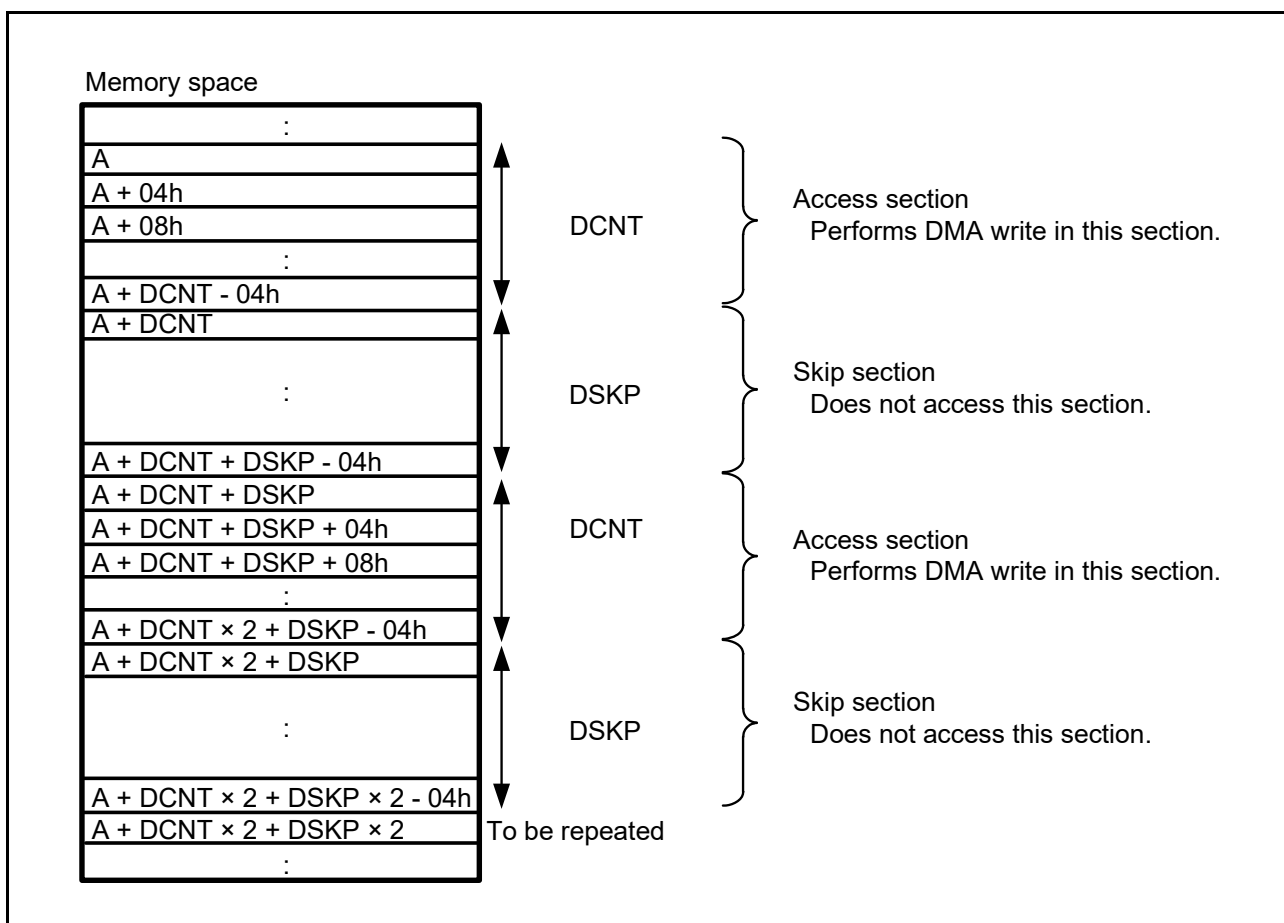 Memory space
:
A
A + 04h
A + 08h
:
A + DCNT - 04h
A + DCNT
:
A + DCNT + DSKP - 04h
A + DCNT + DSKP
A + DCNT + DSKP + 04h
A + DCNT + DSKP + 08h
:
A + DCNT × 2 + DSKP - 04h
A + DCNT × 2 + DSKP
:
A + DCNT × 2 + DSKP × 2 - 04h
A + DCNT × 2 + DSKP × 2
:
DCNT
DSKP
DCNT
DSKP
To be repeated
Access section
Performs DMA write in this section.
Skip section
Does not access this section.
Access section
Performs DMA write in this section.
Skip section
Does not access this section.